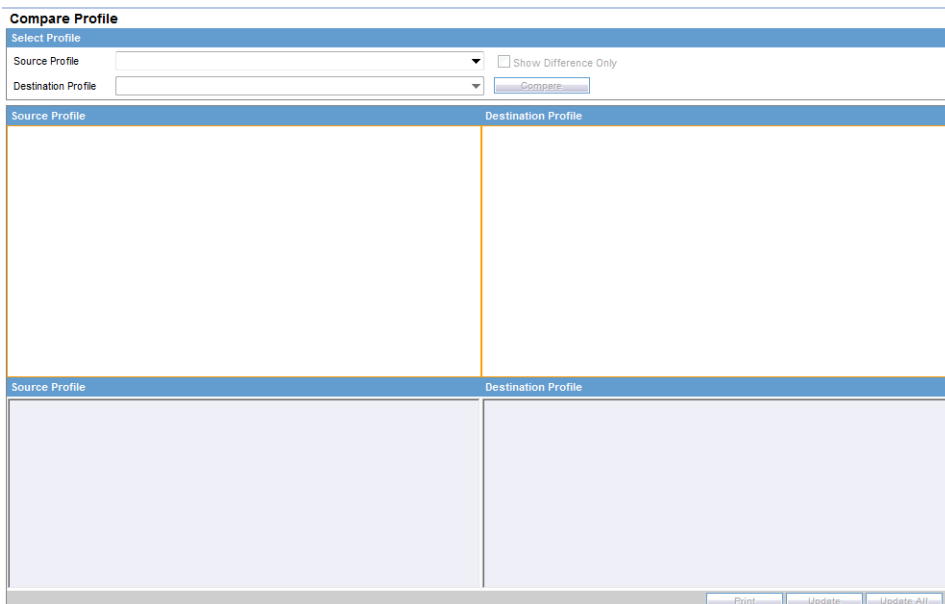 Compare Profile
Select Profile
Source Profile
Show Difference Only
Destination Profile
Compare
Source Profile Destination Profile
Source Profile Destination Profile
Print Update Update All